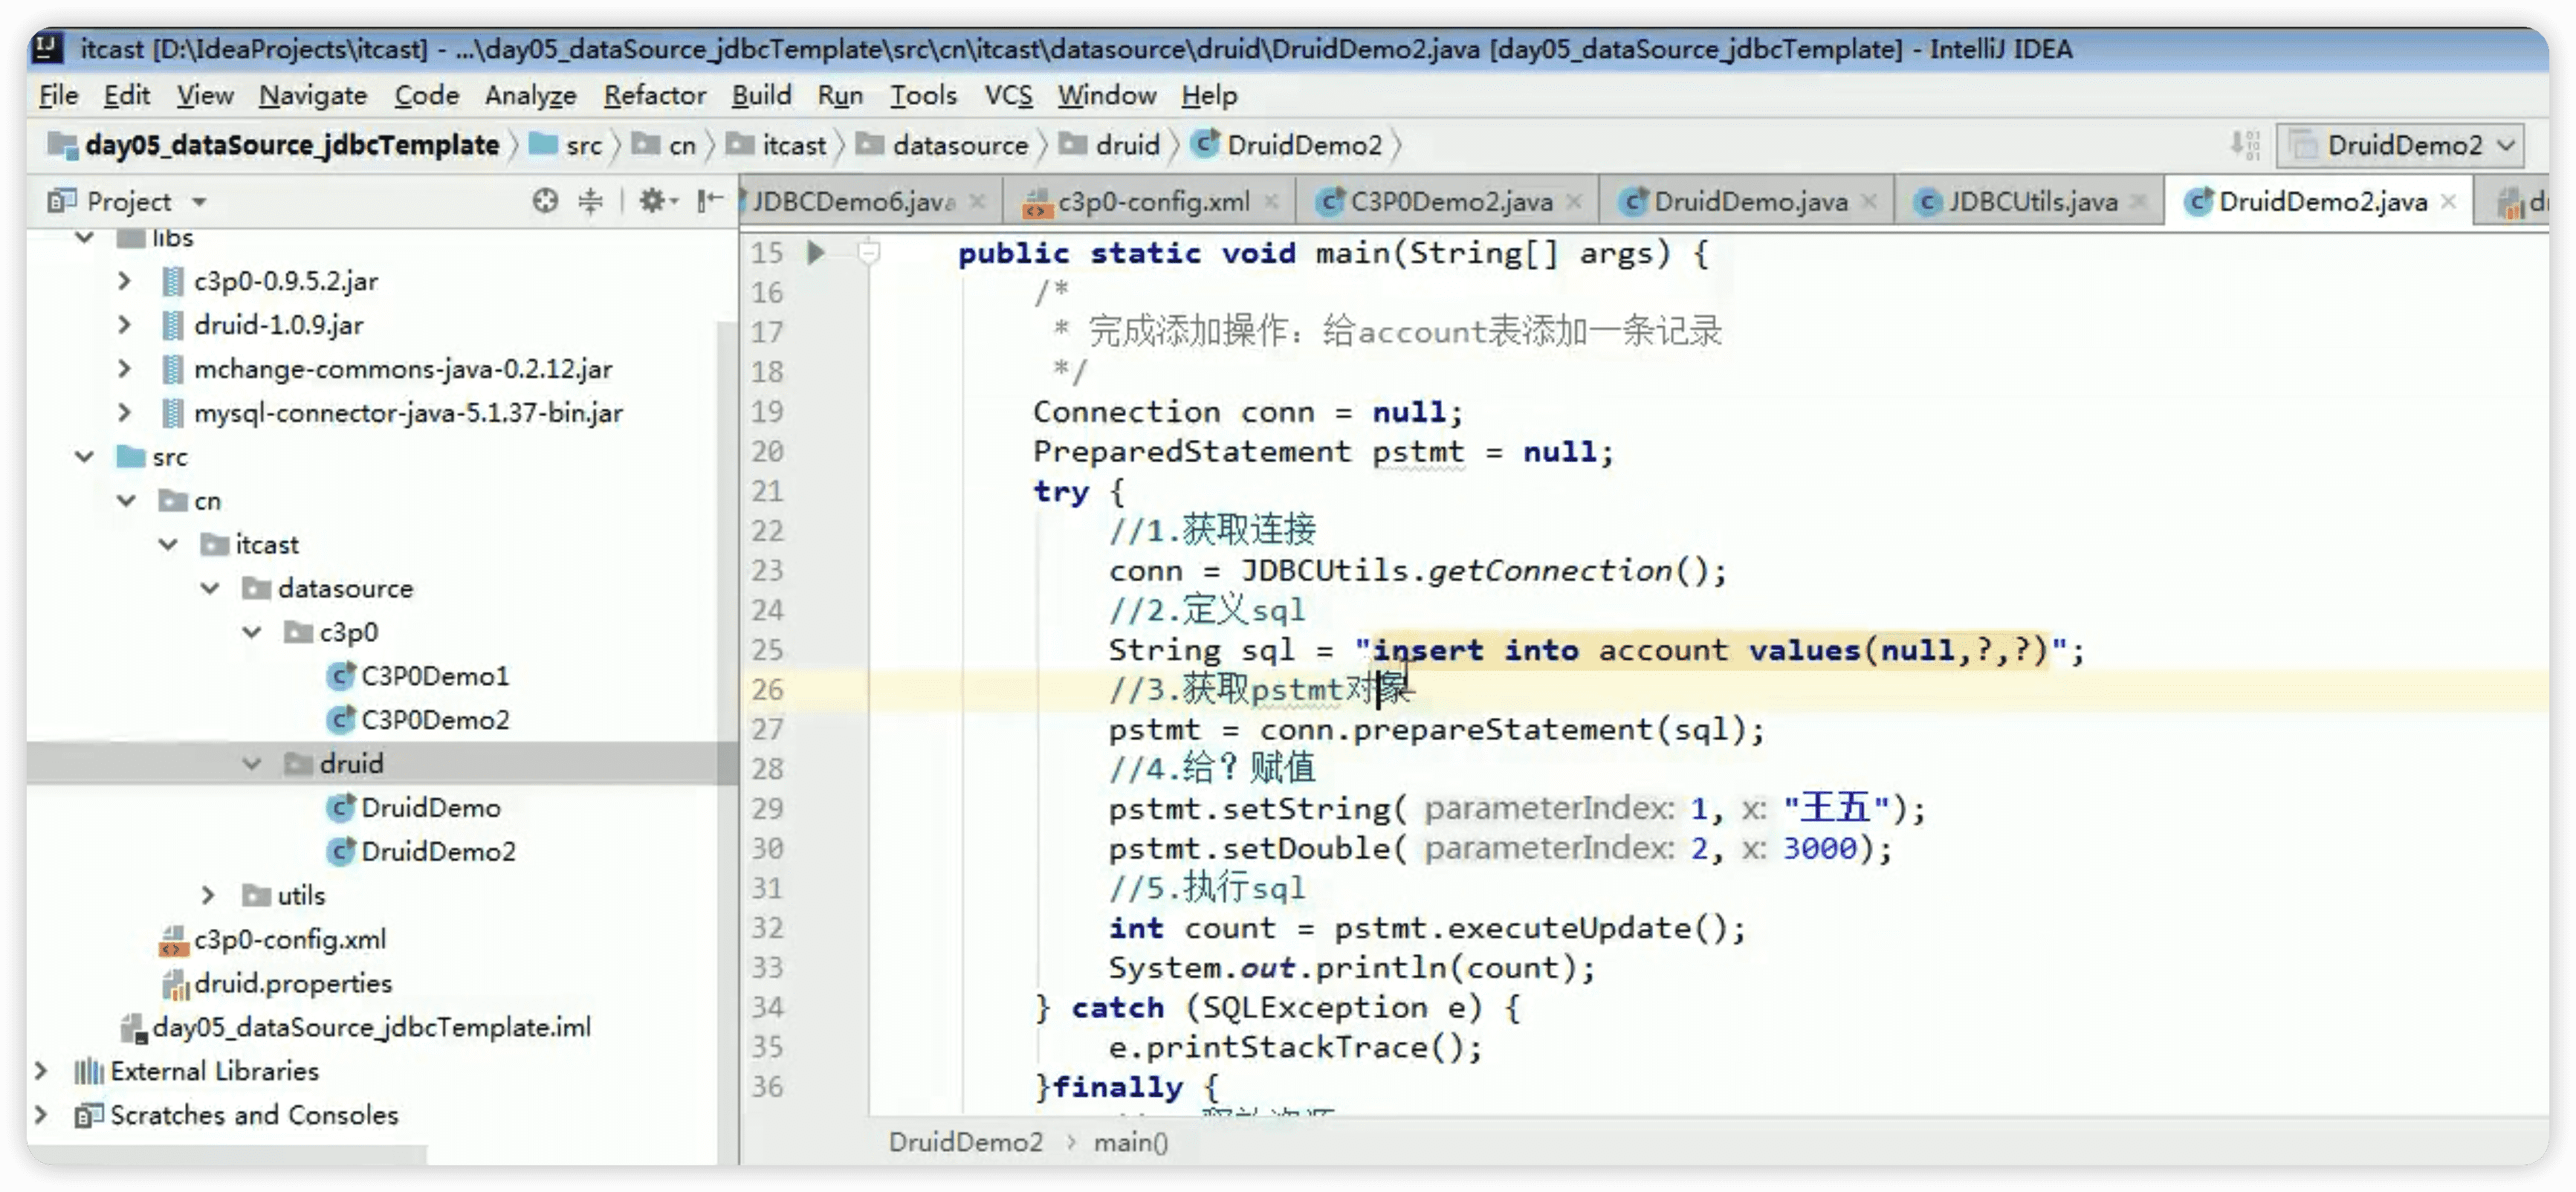 itcast [D:\IdeaProjects\itcast] - ...\day05_dataSource_jdbcTemplate\src\cn\itcast\datasource\druid\DruidDemo2.java [day05_dataSource_jdbcTemplate] - IntelliJ IDEA
File Edit View Navigate Code Analyze Refactor Build Run Tools VCS Window Help
day05_dataSource_jdbcTemplate src cn itcast datasource druid DruidDemo2 DruidDemo2
Project
JDBCDemo6.java c3p0-config.xml C3P0Demo2.java DruidDemo.java JDBCUtils.java DruidDemo2.java
libs
c3p0-0.9.5.2.jar
druid-1.0.9.jar
mchange-commons-java-0.2.12.jar
mysql-connector-java-5.1.37-bin.jar
src
cn
itcast
datasource
c3p0
C3P0Demo1
C3P0Demo2
druid
DruidDemo
DruidDemo2
utils
c3p0-config.xml
druid.properties
day05_dataSource_jdbcTemplate.iml
External Libraries
Scratches and Consoles
15 public static void main(String[] args) {
16 /*
17 * 完成添加操作：给account表添加一条记录
18 */
19 Connection conn = null;
20 PreparedStatement pstmt = null;
21 try {
22 //1.获取连接
23 conn = JDBCUtils.getConnection();
24 //2.定义sql
25 String sql = "insert into account values(null,?,?)";
26 //3.获取pstmt对象
27 pstmt = conn.prepareStatement(sql);
28 //4.给？赋值
29 pstmt.setString( parameterIndex: 1, x: "王五");
30 pstmt.setDouble( parameterIndex: 2, x: 3000);
31 //5.执行sql
32 int count = pstmt.executeUpdate();
33 System.out.println(count);
34 } catch (SQLException e) {
35 e.printStackTrace();
36 }finally {
DruidDemo2 › main()